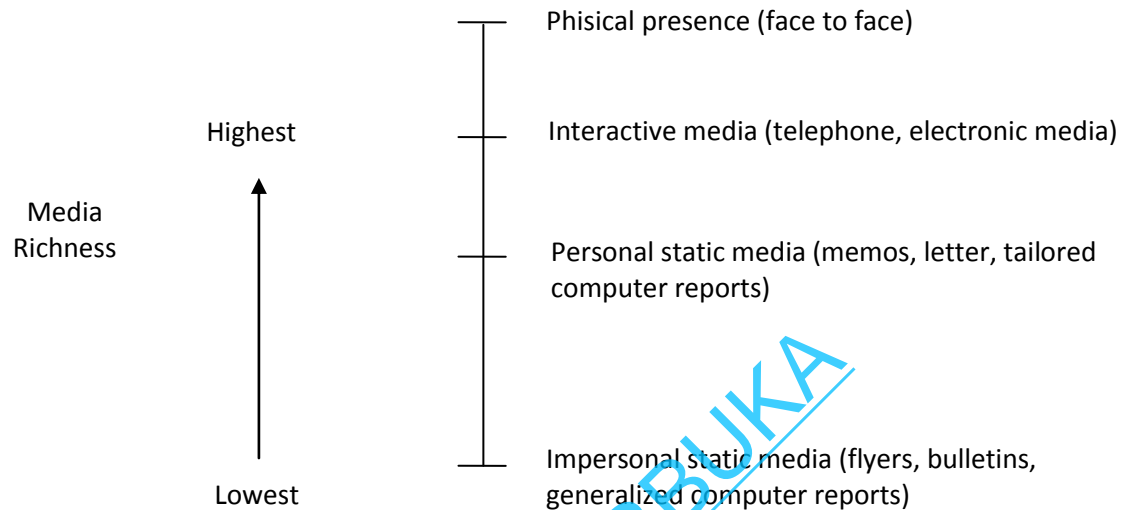 Phisical presence (face to face)
Highest
Interactive media (telephone, electronic media)
Media
Richness
Personal static media (memos, letter, tailored
computer reports)
Impersonal static media (flyers, bulletins,
generalized computer reports)
Lowest